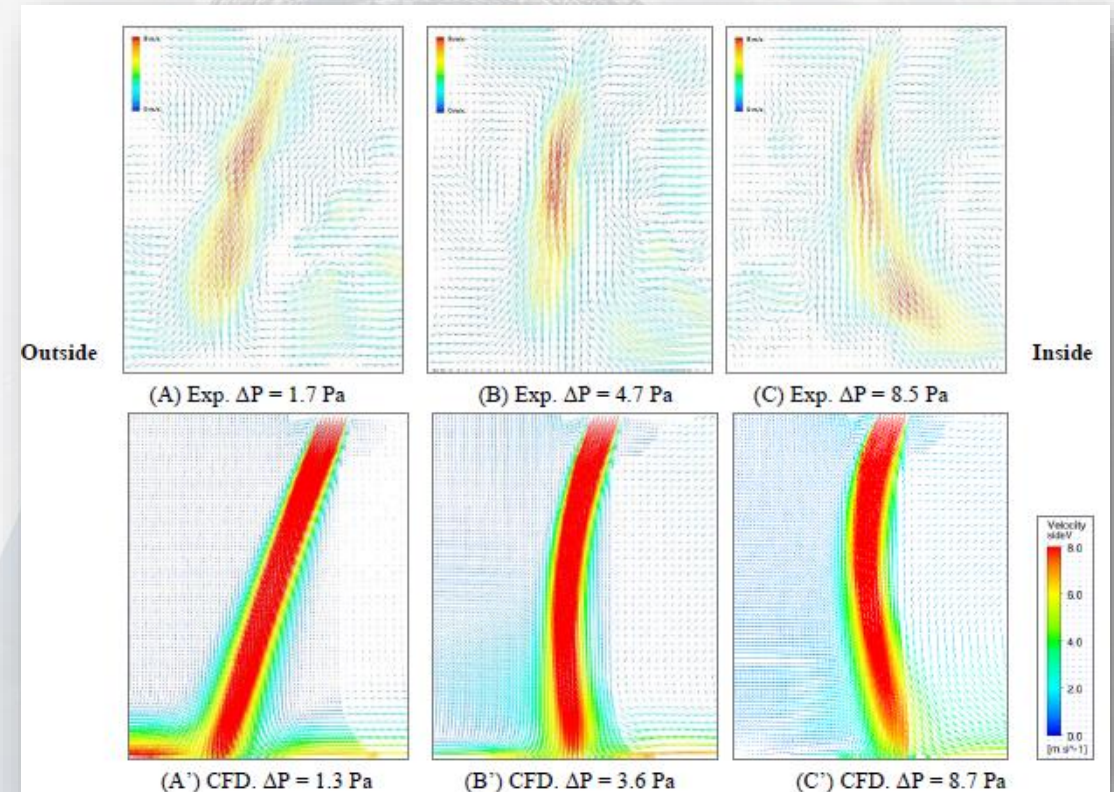 Outside
Inside
(A) Exp. ΔP = 1.7 Pa
(B) Exp. ΔP = 4.7 Pa
(C) Exp. ΔP = 8.5 Pa
Velocity
sideV
8.0
6.0
4.0
2.0
0.0
[m s^-1]
(A’) CFD. ΔP = 1.3 Pa
(B’) CFD. ΔP = 3.6 Pa
(C’) CFD. ΔP = 8.7 Pa